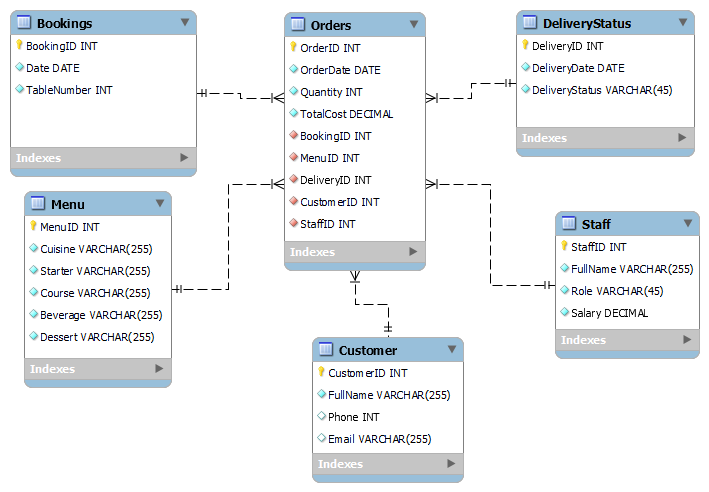 Bookings
BookingID INT
Date DATE
TableNumber INT
Indexes
Orders
OrderID INT
OrderDate DATE
Quantity INT
TotalCost DECIMAL
BookingID INT
MenuID INT
DeliveryID INT
CustomerID INT
StaffID INT
Indexes
DeliveryStatus
DeliveryID INT
DeliveryDate DATE
DeliveryStatus VARCHAR(45)
Indexes
Menu
MenuID INT
Cuisine VARCHAR(255)
Starter VARCHAR(255)
Course VARCHAR(255)
Beverage VARCHAR(255)
Dessert VARCHAR(255)
Indexes
Staff
StaffID INT
FullName VARCHAR(255)
Role VARCHAR(45)
Salary DECIMAL
Indexes
Customer
CustomerID INT
FullName VARCHAR(255)
Phone INT
Email VARCHAR(255)
Indexes